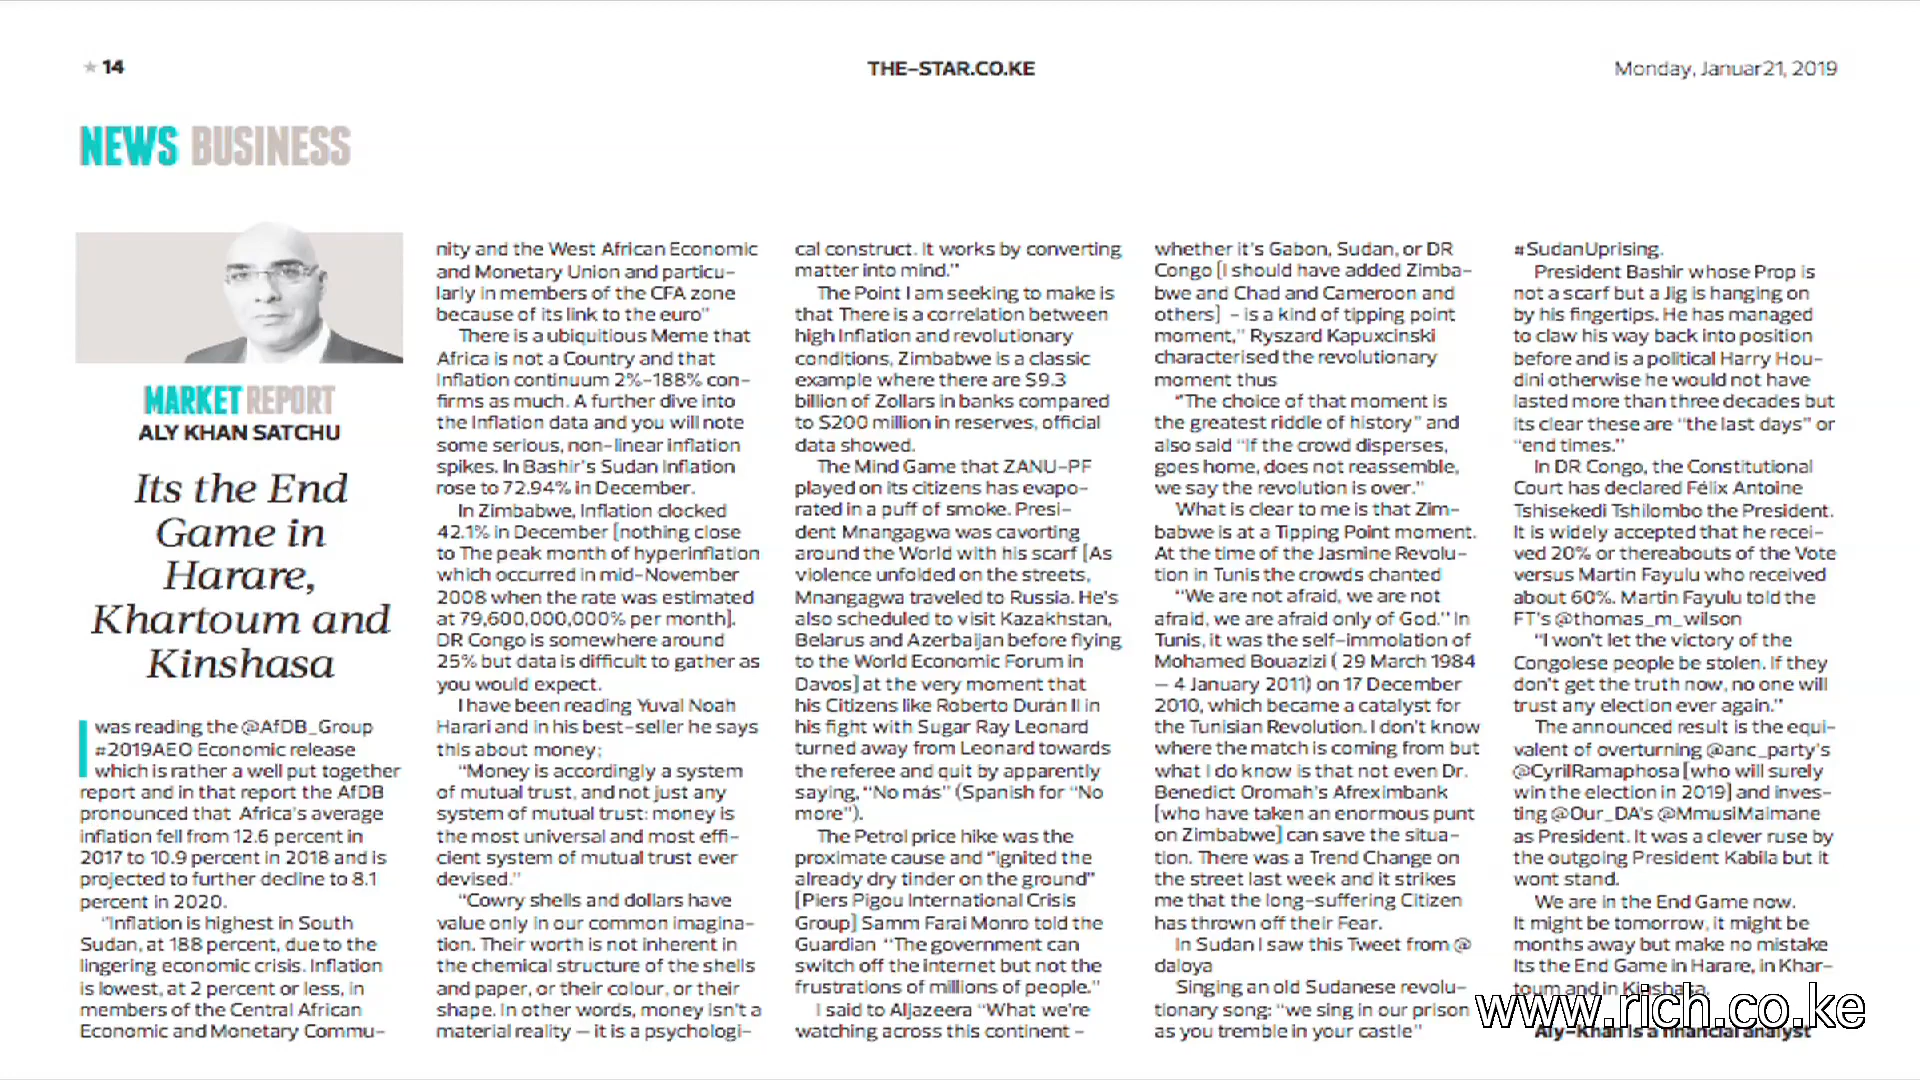 ★ 14
THE-STAR.CO.KE
Monday, Januar21, 2019
NEWS BUSINESS
MARKET REPORT
ALY KHAN SATCHU
Its the End
Game in
Harare,
Khartoum and
Kinshasa
I was reading the @AfDB_Group
#2019AEO Economic release
which is rather a well put together
report and in that report the AfDB
pronounced that Africa's average
inflation fell from 12.6 percent in
2017 to 10.9 percent in 2018 and is
projected to further decline to 8.1
percent in 2020.
"Inflation is highest in South
Sudan, at 188 percent, due to the
lingering economic crisis. Inflation
is lowest, at 2 percent or less, in
members of the Central African
Economic and Monetary Commu-
nity and the West African Economic
and Monetary Union and particu-
larly in members of the CFA zone
because of its link to the euro"
There is a ubiquitious Meme that
Africa is not a Country and that
Inflation continuum 2%-188% con-
firms as much. A further dive into
the Inflation data and you will note
some serious, non-linear inflation
spikes. In Bashir's Sudan Inflation
rose to 72.94% in December.
In Zimbabwe, Inflation clocked
42.1% in December [nothing close
to The peak month of hyperinflation
which occurred in mid-November
2008 when the rate was estimated
at 79,600,000,000% per month].
DR Congo is somewhere around
25% but data is difficult to gather as
you would expect.
I have been reading Yuval Noah
Harari and in his best-seller he says
this about money;
"Money is accordingly a system
of mutual trust, and not just any
system of mutual trust: money is
the most universal and most effi-
cient system of mutual trust ever
devised."
"Cowry shells and dollars have
value only in our common imagina-
tion. Their worth is not inherent in
the chemical structure of the shells
and paper, or their colour, or their
shape. In other words, money isn't a
material reality – it is a psychologi-
cal construct. It works by converting
matter into mind."
The Point I am seeking to make is
that There is a correlation between
high Inflation and revolutionary
conditions, Zimbabwe is a classic
example where there are $9.3
billion of Zollars in banks compared
to $200 million in reserves, official
data showed.
The Mind Game that ZANU-PF
played on its citizens has evapo-
rated in a puff of smoke. Presi-
dent Mnangagwa was cavorting
around the World with his scarf [As
violence unfolded on the streets,
Mnangagwa traveled to Russia. He's
also scheduled to visit Kazakhstan,
Belarus and Azerbaijan before flying
to the World Economic Forum in
Davos] at the very moment that
his Citizens like Roberto Durán II in
his fight with Sugar Ray Leonard
turned away from Leonard towards
the referee and quit by apparently
saying, "No más" (Spanish for "No
more").
The Petrol price hike was the
proximate cause and "ignited the
already dry tinder on the ground"
[Piers Pigou International Crisis
Group] Samm Farai Monro told the
Guardian "The government can
switch off the internet but not the
frustrations of millions of people."
I said to Aljazeera "What we're
watching across this continent -
whether it's Gabon, Sudan, or DR
Congo [I should have added Zimba-
bwe and Chad and Cameroon and
others] - is a kind of tipping point
moment," Ryszard Kapuxcinski
characterised the revolutionary
moment thus
"The choice of that moment is
the greatest riddle of history" and
also said "If the crowd disperses,
goes home, does not reassemble,
we say the revolution is over."
What is clear to me is that Zim-
babwe is at a Tipping Point moment.
At the time of the Jasmine Revolu-
tion in Tunis the crowds chanted
"We are not afraid, we are not
afraid, we are afraid only of God." In
Tunis, it was the self-immolation of
Mohamed Bouazizi ( 29 March 1984
– 4 January 2011) on 17 December
2010, which became a catalyst for
the Tunisian Revolution. I don't know
where the match is coming from but
what I do know is that not even Dr.
Benedict Oromah's Afreximbank
[who have taken an enormous punt
on Zimbabwe] can save the situa-
tion. There was a Trend Change on
the street last week and it strikes
me that the long-suffering Citizen
has thrown off their Fear.
In Sudan I saw this Tweet from @
daloya
Singing an old Sudanese revolu-
tionary song: "we sing in our prison
as you tremble in your castle"
#SudanUprising.
President Bashir whose Prop is
not a scarf but a Jig is hanging on
by his fingertips. He has managed
to claw his way back into position
before and is a political Harry Hou-
dini otherwise he would not have
lasted more than three decades but
its clear these are "the last days" or
"end times."
In DR Congo, the Constitutional
Court has declared Félix Antoine
Tshisekedi Tshilombo the President.
It is widely accepted that he recei-
ved 20% or thereabouts of the Vote
versus Martin Fayulu who received
about 60%. Martin Fayulu told the
FT's @thomas_m_wilson
"I won't let the victory of the
Congolese people be stolen. If they
don't get the truth now, no one will
trust any election ever again."
The announced result is the equi-
valent of overturning @anc_party's
@CyrilRamaphosa [who will surely
win the election in 2019] and inves-
ting @Our_DA's @MmusiMaimane
as President. It was a clever ruse by
the outgoing President Kabila but it
wont stand.
We are in the End Game now.
It might be tomorrow, it might be
months away but make no mistake
Its the End Game in Harare, in Khar-
toum and in Kinshasa.
Aly-Khan is a financial analyst
www.rich.co.ke